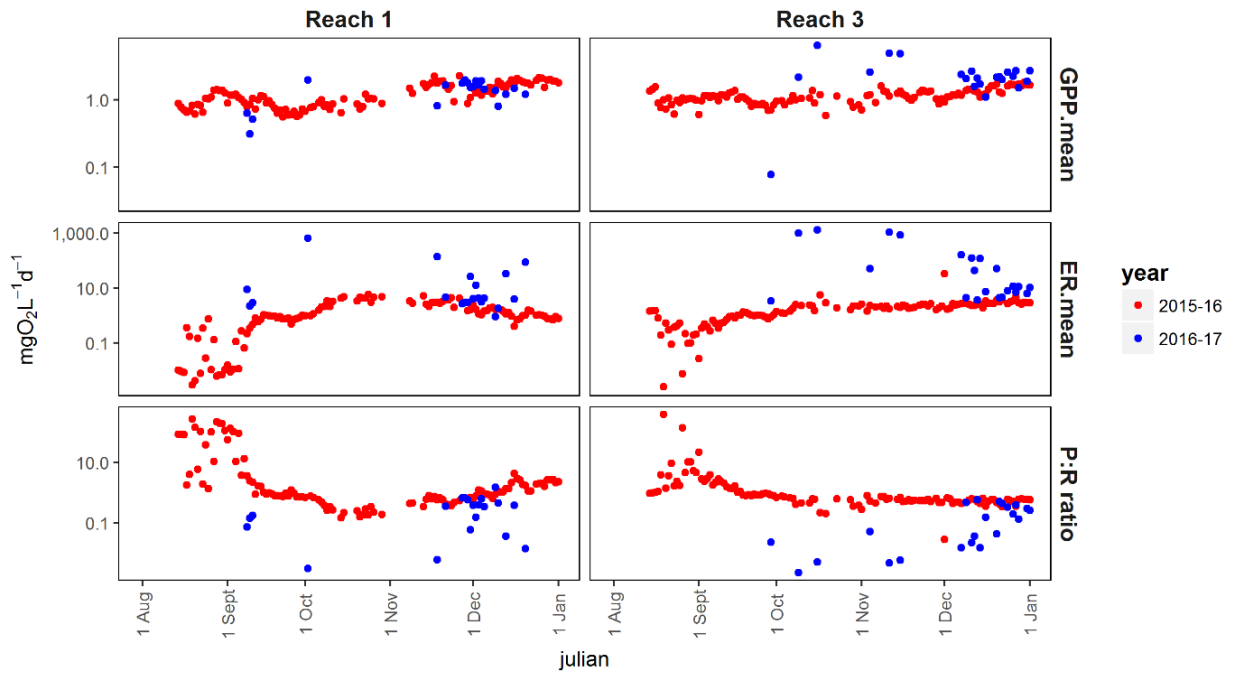 Reach 1
Reach 3
1.0
0.1
GPP.mean
1,000.0
10.0
0.1
ER.mean
10.0
0.1
P:R ratio
mgO₂L⁻¹d⁻¹
1 Aug
1 Sept
1 Oct
1 Nov
1 Dec
1 Jan
1 Aug
1 Sept
1 Oct
1 Nov
1 Dec
1 Jan
julian
year
2015-16
2016-17